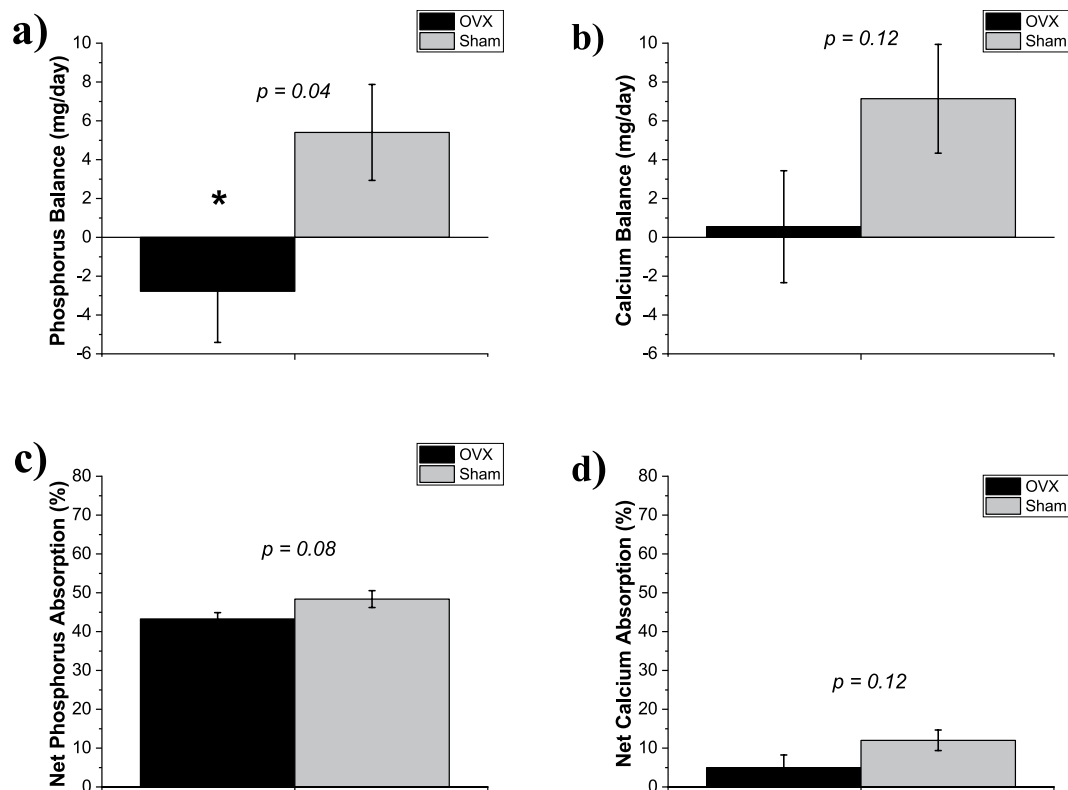 a)
OVX
Sham
p = 0.04
*
Phosphorus Balance (mg/day)
10
8
6
4
2
0
-2
-4
-6
b)
OVX
Sham
p = 0.12
Calcium Balance (mg/day)
10
8
6
4
2
0
-2
-4
-6
c)
OVX
Sham
p = 0.08
Net Phosphorus Absorption (%)
80
70
60
50
40
30
20
10
0
d)
OVX
Sham
p = 0.12
Net Calcium Absorption (%)
80
70
60
50
40
30
20
10
0